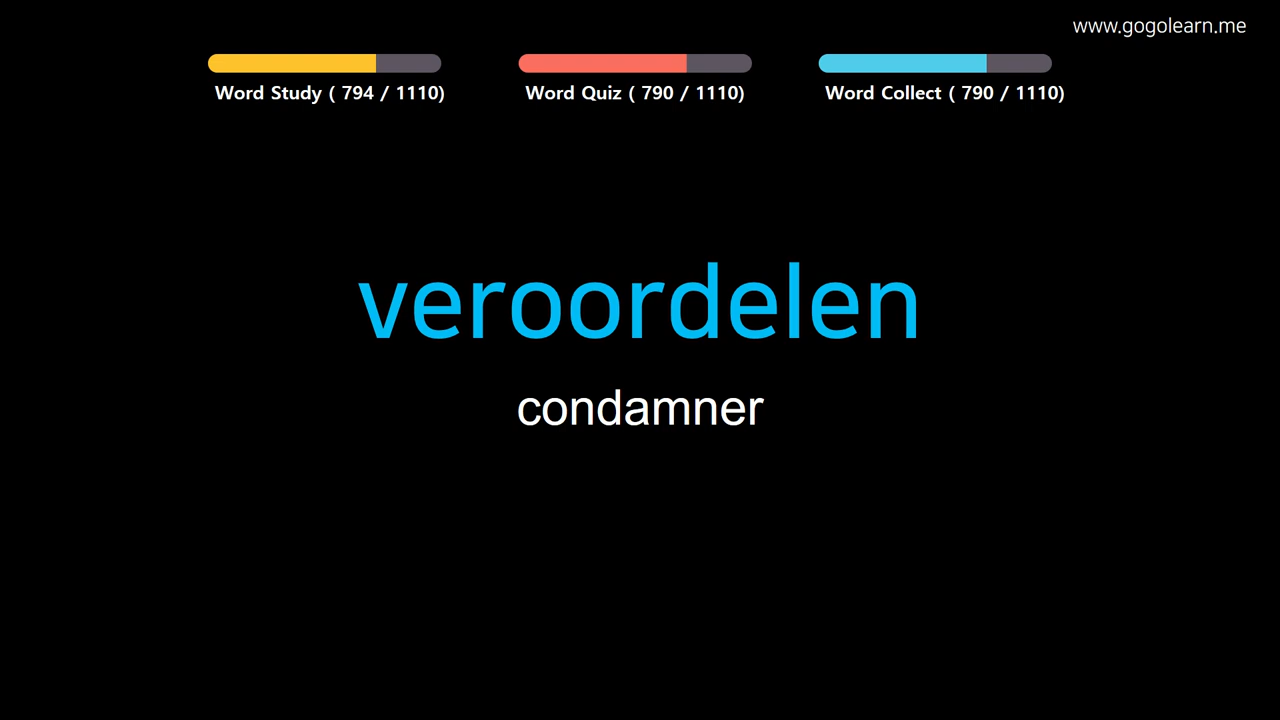 www.gogolearn.me
Word Study ( 794 / 1110)
Word Quiz ( 790 / 1110)
Word Collect ( 790 / 1110)
veroordelen
condamner